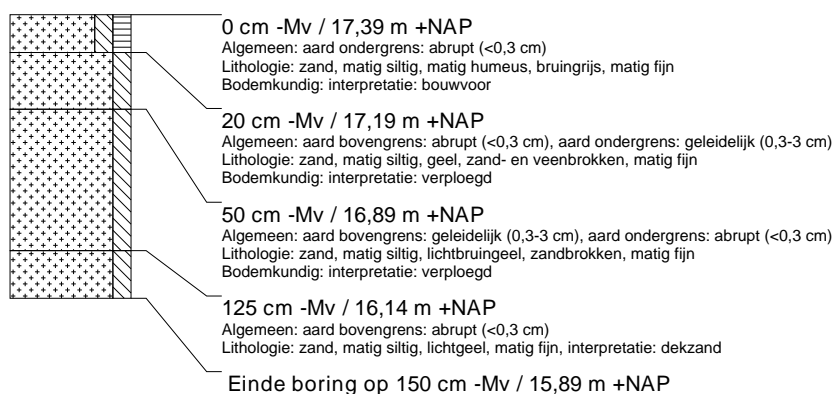 0 cm -Mv / 17,39 m +NAP
Algemeen: aard ondergrens: abrupt (<0,3 cm)
Lithologie: zand, matig siltig, matig humeus, bruingrijs, matig fijn
Bodemkundig: interpretatie: bouwvoor
20 cm -Mv / 17,19 m +NAP
Algemeen: aard bovengrens: abrupt (<0,3 cm), aard ondergrens: geleidelijk (0,3-3 cm)
Lithologie: zand, matig siltig, geel, zand- en veenbrokken, matig fijn
Bodemkundig: interpretatie: verploegd
50 cm -Mv / 16,89 m +NAP
Algemeen: aard bovengrens: geleidelijk (0,3-3 cm), aard ondergrens: abrupt (<0,3 cm)
Lithologie: zand, matig siltig, lichtbruingeel, zandbrokken, matig fijn
Bodemkundig: interpretatie: verploegd
125 cm -Mv / 16,14 m +NAP
Algemeen: aard bovengrens: abrupt (<0,3 cm)
Lithologie: zand, matig siltig, lichtgeel, matig fijn, interpretatie: dekzand
Einde boring op 150 cm -Mv / 15,89 m +NAP